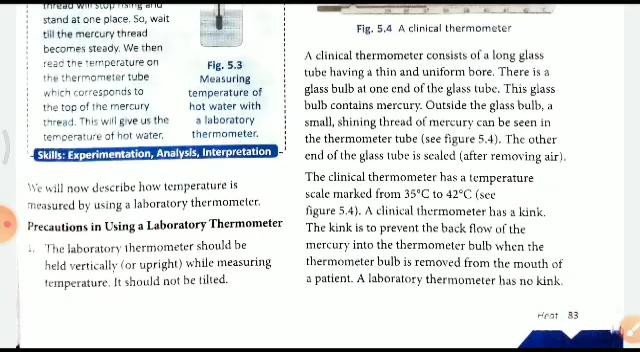 thread will stop rising and
stand at one place. So, wait
till the mercury thread
becomes steady. We then
read the temperature on
the thermometer tube
which corresponds to
the top of the mercury
thread. This will give us the
temperature of hot water.
Fig. 5.3
Measuring
temperature of
hot water with
a laboratory
thermometer.
Skills: Experimentation, Analysis, Interpretation
We will now describe how temperature is
measured by using a laboratory thermometer.
Precautions in Using a Laboratory Thermometer
1. The laboratory thermometer should be
held vertically (or upright) while measuring
temperature. It should not be tilted.
Fig. 5.4 A clinical thermometer
A clinical thermometer consists of a long glass
tube having a thin and uniform bore. There is a
glass bulb at one end of the glass tube. This glass
bulb contains mercury. Outside the glass bulb, a
small, shining thread of mercury can be seen in
the thermometer tube (see figure 5.4). The other
end of the glass tube is sealed (after removing air).
The clinical thermometer has a temperature
scale marked from 35°C to 42°C (see
figure 5.4). A clinical thermometer has a kink.
The kink is to prevent the back flow of the
mercury into the thermometer bulb when the
thermometer bulb is removed from the mouth of
a patient. A laboratory thermometer has no kink.
Heat 83